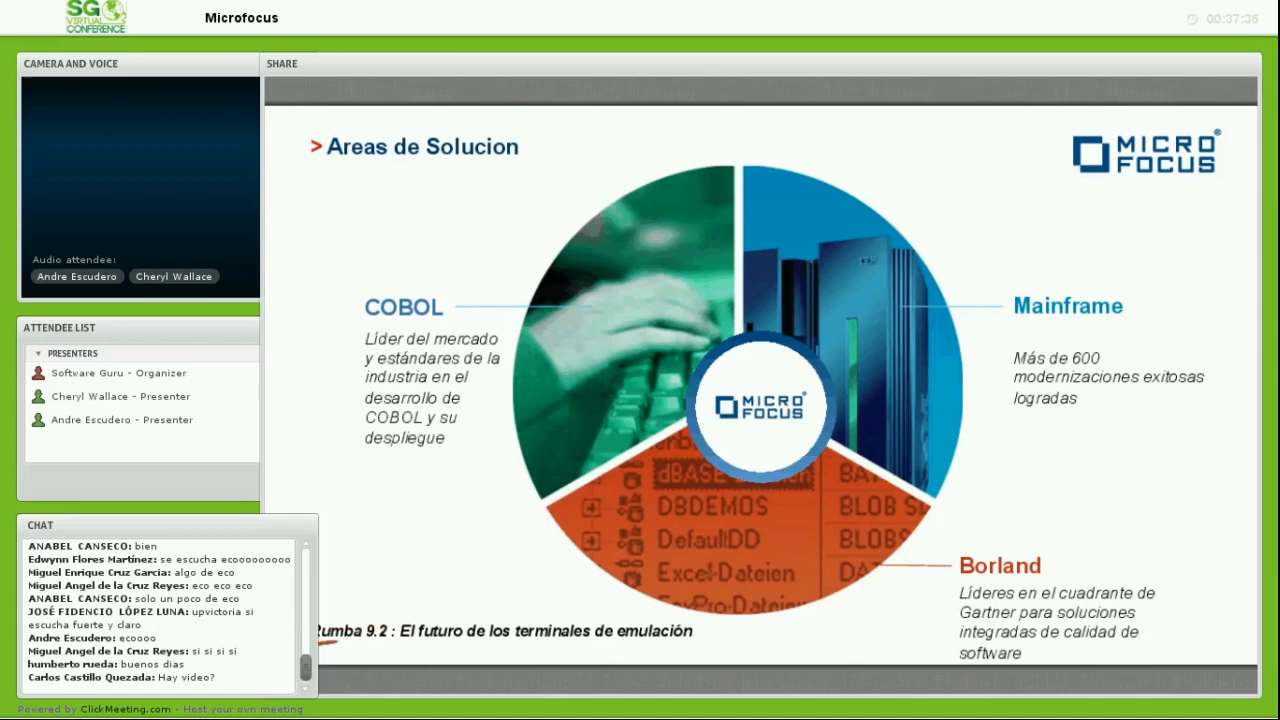 SG
VIRTUAL
CONFERENCE
Microfocus
00:37:35
CAMERA AND VOICE
Audio attendee:
Andre Escudero
Cheryl Wallace
ATTENDEE LIST
PRESENTERS
Software Guru - Organizer
Cheryl Wallace - Presenter
Andre Escudero - Presenter
CHAT
ANABEL CANSECO: bien
Edwynn Flores Martínez: se escucha ecooooooooo
Miguel Enrique Cruz Garcia: algo de eco
Miguel Angel de la Cruz Reyes: eco eco eco
ANABEL CANSECO: solo un poco de eco
JOSÉ FIDENCIO LÓPEZ LUNA: upvictoria si
escucha fuerte y claro
Andre Escudero: ecoooo
Miguel Angel de la Cruz Reyes: si si si si
humberto rueda: buenos dias
Carlos Castillo Quezada: Hay video?
Powered by ClickMeeting.com - Host your own meeting
SHARE
> Areas de Solucion
MICRO
FOCUS®
COBOL
Líder del mercado
y estándares de la
industria en el
desarrollo de
COBOL y su
despliegue
Mainframe
Más de 600
modernizaciones exitosas
logradas
MICRO
FOCUS
dBASE
DBDEMOS
DefaultDD
Excel-Dateien
BLOB
Borland
Líderes en el cuadrante de
Gartner para soluciones
integradas de calidad de
software
Rumba 9.2 : El futuro de los terminales de emulación